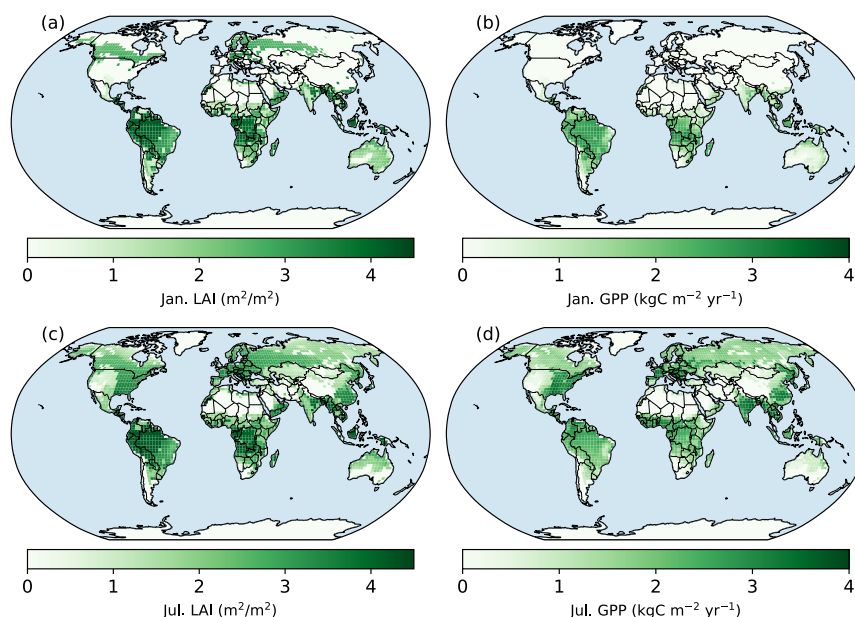 (a) (b)
0 1 2 3 4 0 1 2 3 4
Jan. LAI (m²/m²) Jan. GPP (kgC m⁻² yr⁻¹)
(c) (d)
0 1 2 3 4 0 1 2 3 4
Jul. LAI (m²/m²) Jul. GPP (kgC m⁻² yr⁻¹)